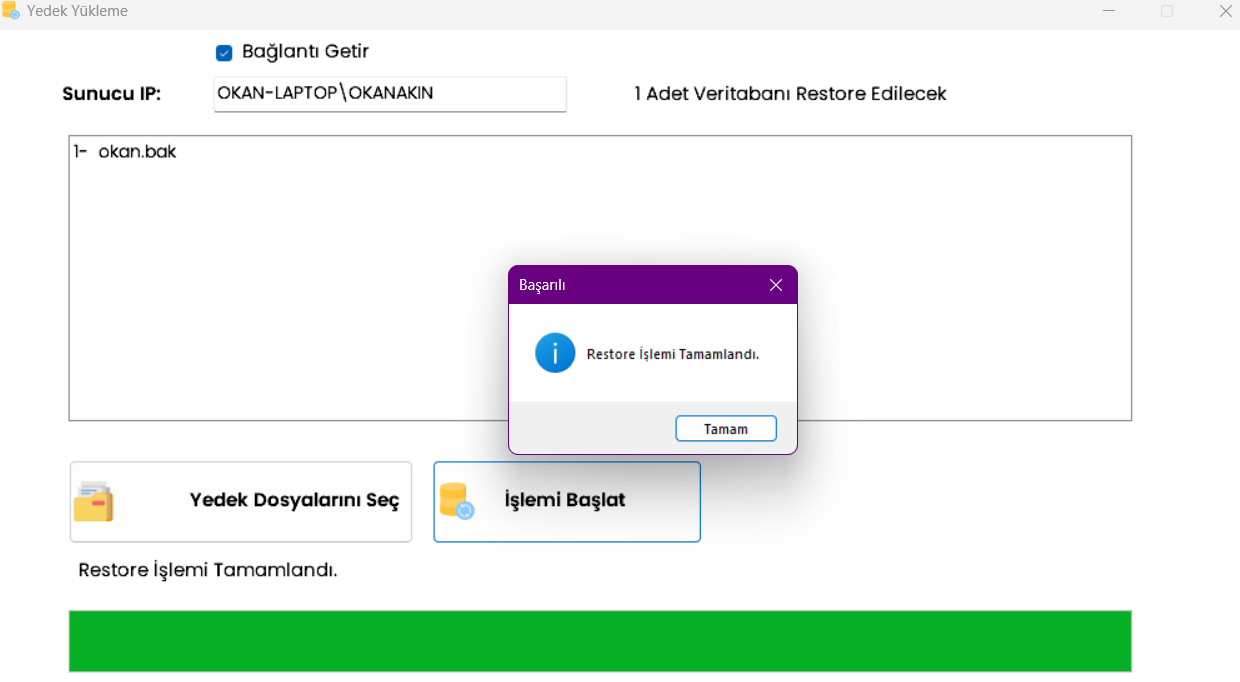 Yedek Yükleme
Bağlantı Getir
Sunucu IP:
OKAN-LAPTOP\OKANAKIN
1 Adet Veritabanı Restore Edilecek
1- okan.bak
Başarılı
Restore İşlemi Tamamlandı.
Tamam
Yedek Dosyalarını Seç
İşlemi Başlat
Restore İşlemi Tamamlandı.